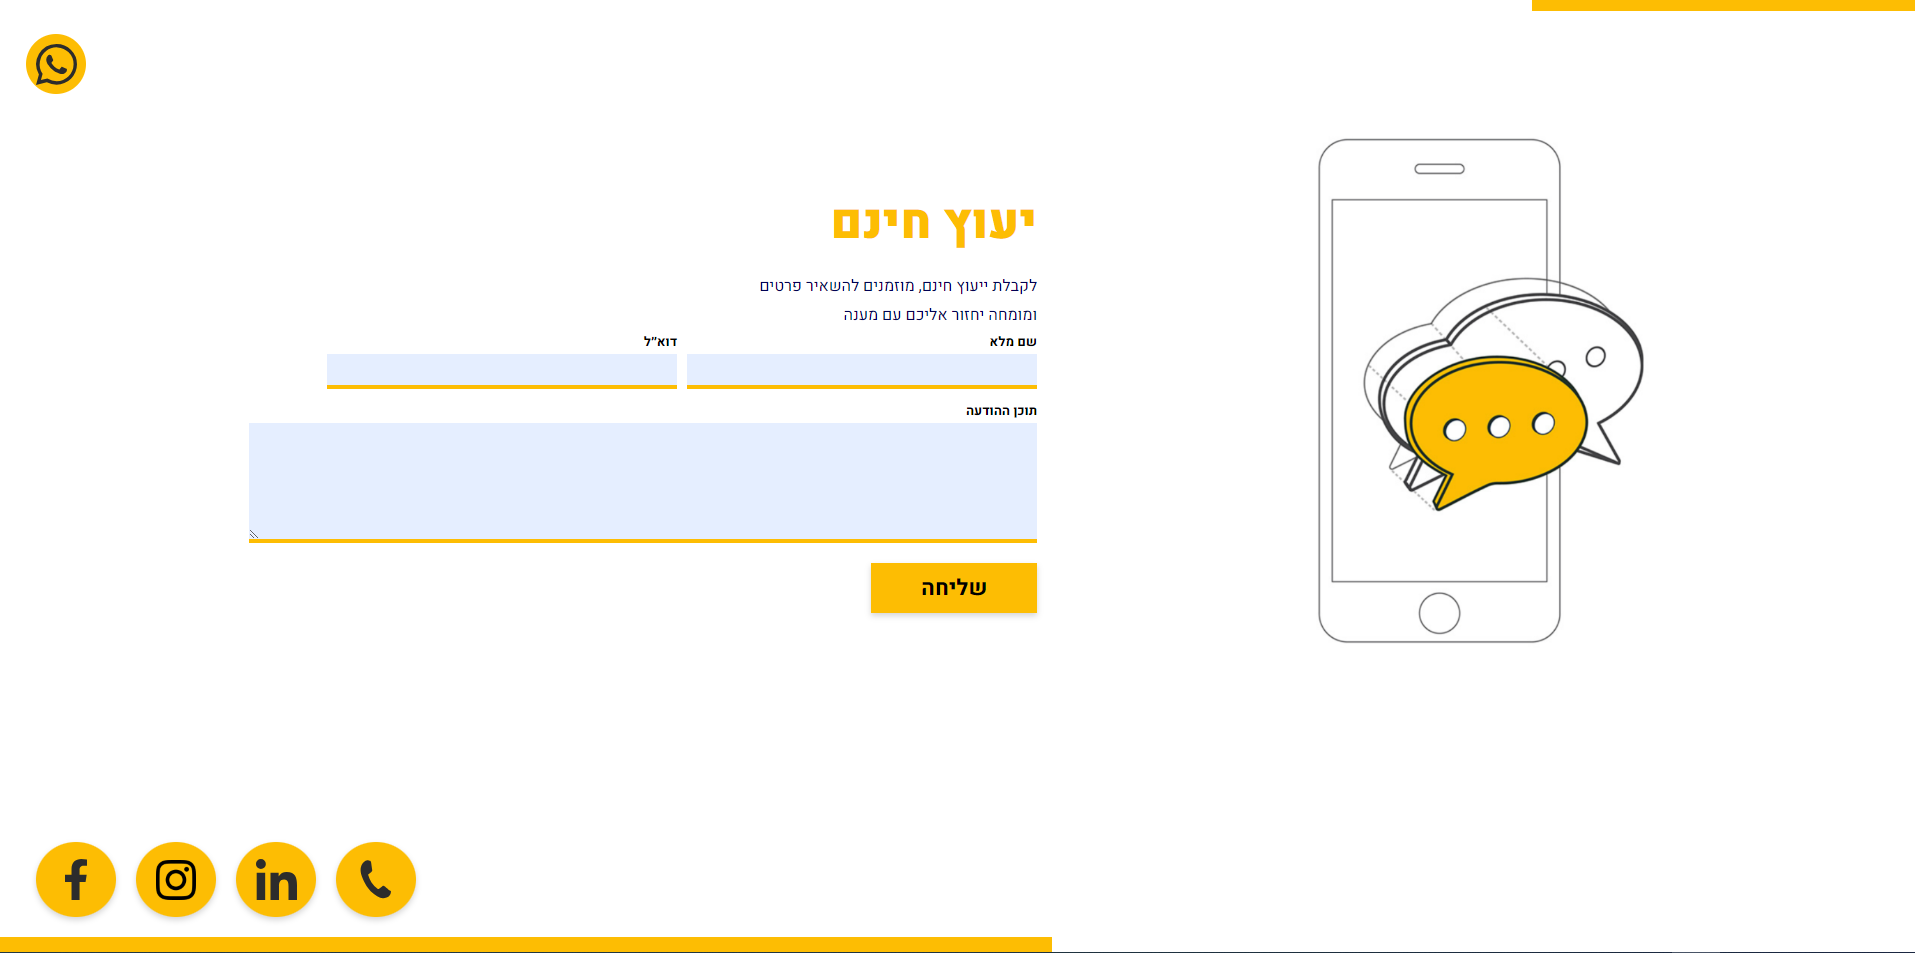 יעוץ חינם
לקבלת ייעוץ חינם, מוזמנים להשאיר פרטים
ומומחה יחזור אליכם עם מענה
שם מלא
דוא״ל
תוכן ההודעה
שליחה